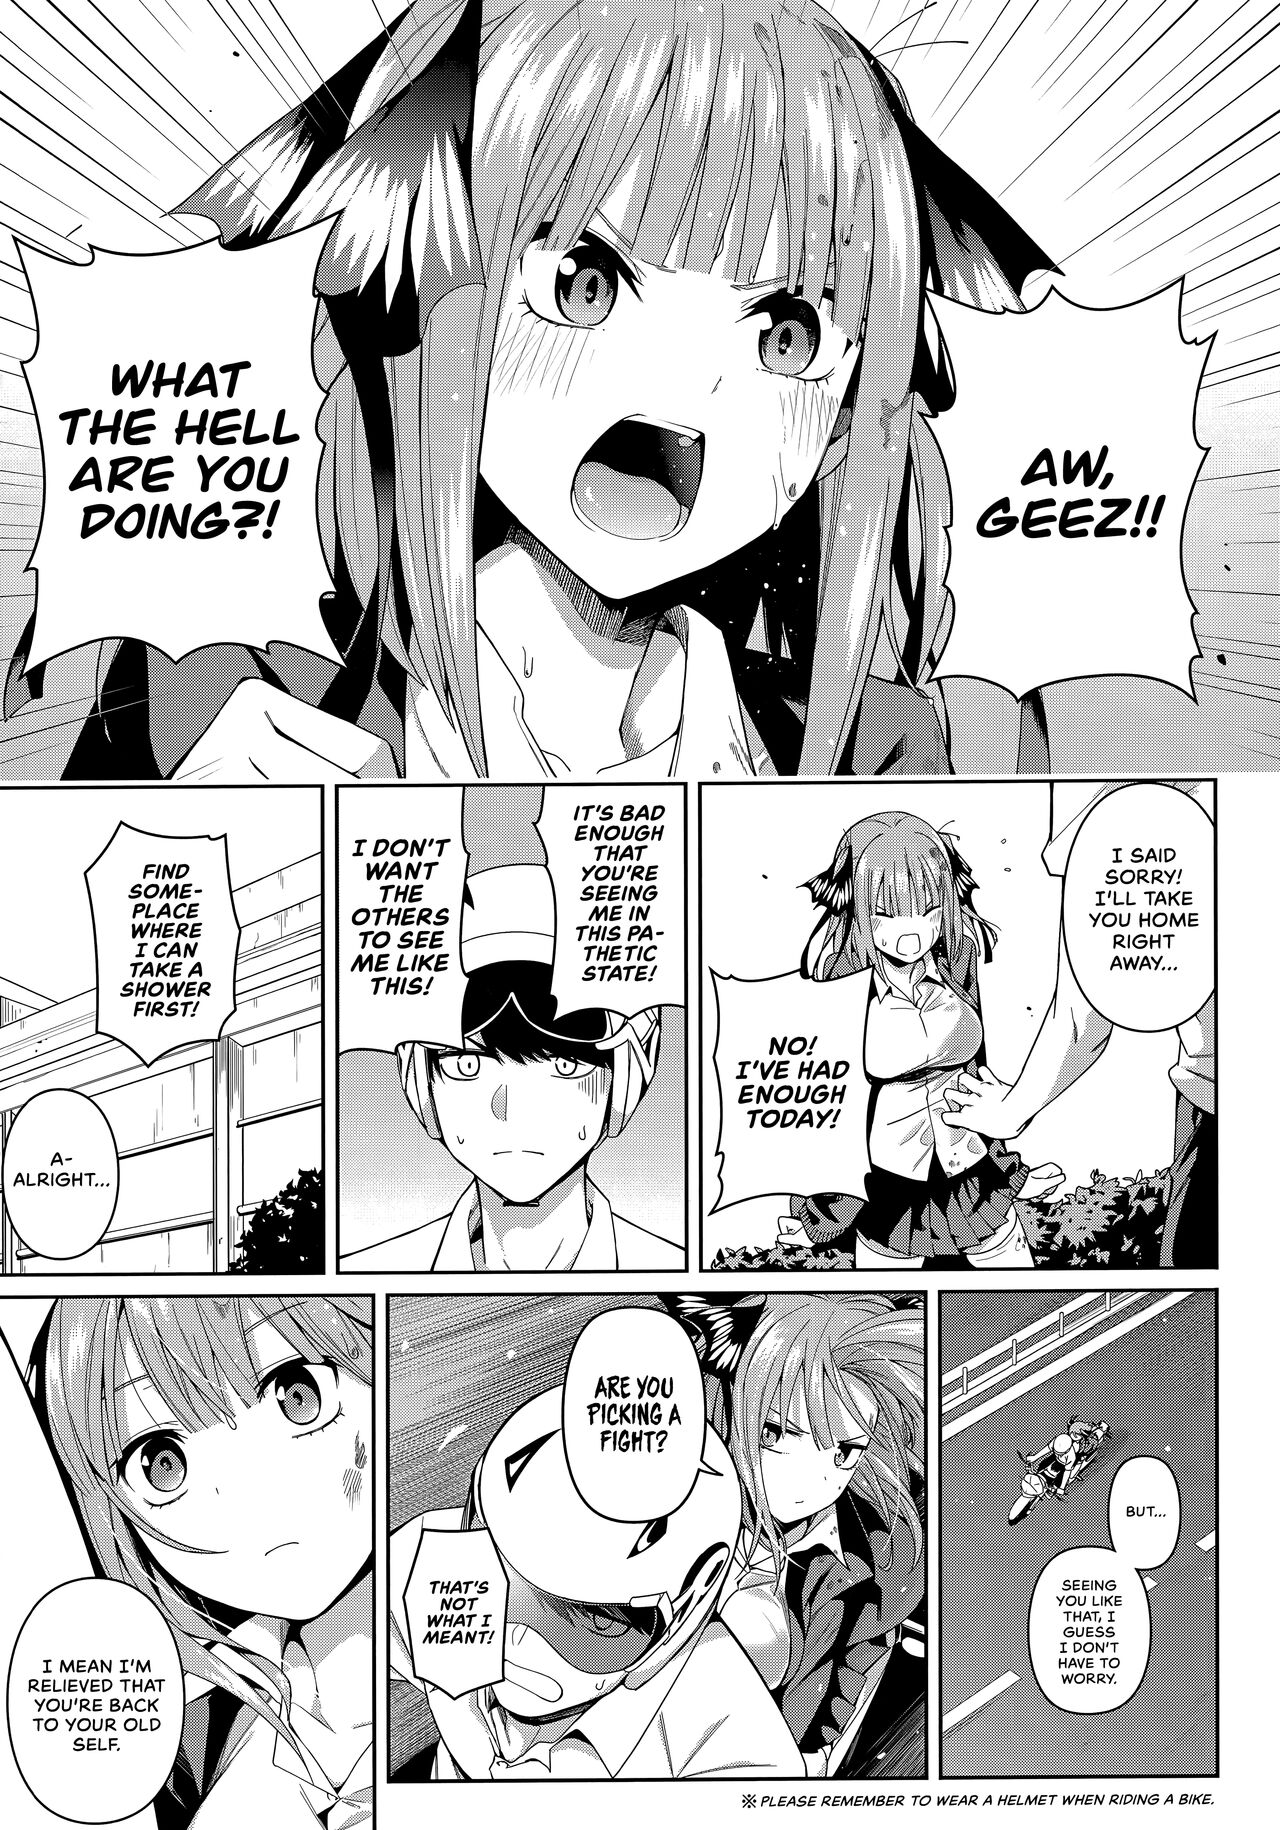 AW,
GEEZ!!
WHAT
THE HELL
ARE YOU
DOING?!
I SAID
SORRY!
I'LL TAKE
YOU HOME
RIGHT
AWAY...
NO!
I'VE HAD
ENOUGH
TODAY!
IT'S BAD
ENOUGH
THAT
YOU'RE
SEEING
ME IN
THIS PA-
THETIC
STATE!
I DON'T
WANT
THE
OTHERS
TO SEE
ME LIKE
THIS!
FIND
SOME-
PLACE
WHERE
I CAN
TAKE A
SHOWER
FIRST!
A-
ALRIGHT...
BUT...
SEEING
YOU LIKE
THAT, I
GUESS
I DON'T
HAVE TO
WORRY.
ARE YOU
PICKING A
FIGHT?
THAT'S
NOT
WHAT I
MEANT!
I MEAN I'M
RELIEVED THAT
YOU'RE BACK
TO YOUR OLD
SELF.
※ PLEASE REMEMBER TO WEAR A HELMET WHEN RIDING A BIKE.